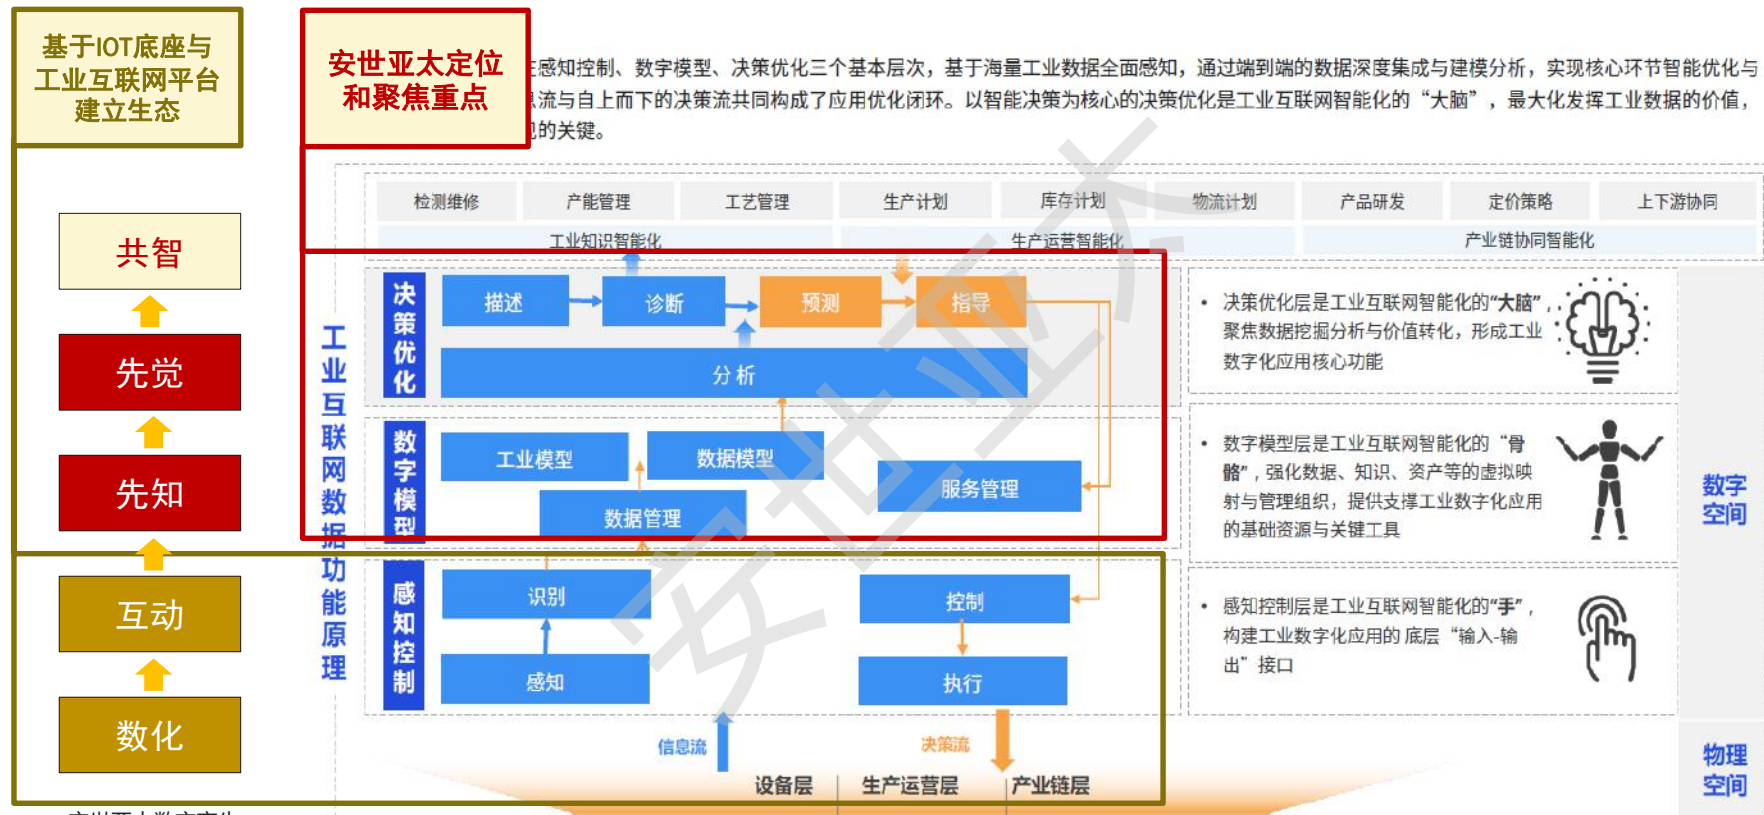 基于IOT底座与
工业互联网平台
建立生态
安世亚太定位
和聚焦重点
感知控制、数字模型、决策优化三个基本层次，基于海量工业数据全面感知，通过端到端的数据深度集成与建模分析，实现核心环节智能优化与
流与自上而下的决策流共同构成了应用优化闭环。以智能决策为核心的决策优化是工业互联网智能化的“大脑”，最大化发挥工业数据的价值，
的关键。
检测维修
产能管理
工艺管理
生产计划
库存计划
物流计划
产品研发
定价策略
上下游协同
工业知识智能化
生产运营智能化
产业链协同智能化
共智
先觉
先知
互动
数化
工业互联网数据功能原理
决策优化
描述
诊断
预测
指导
分析
数字模型
工业模型
数据模型
数据管理
服务管理
感知控制
识别
感知
控制
执行
• 决策优化层是工业互联网智能化的“大脑”，
聚焦数据挖掘分析与价值转化，形成工业
数字化应用核心功能
• 数字模型层是工业互联网智能化的“骨
骼”，强化数据、知识、资产等的虚拟映
射与管理组织，提供支撑工业数字化应用
的基础资源与关键工具
• 感知控制层是工业互联网智能化的“手”，
构建工业数字化应用的 底层 “输入-输
出” 接口
数字
空间
物理
空间
信息流
决策流
设备层
生产运营层
产业链层
安世亚太